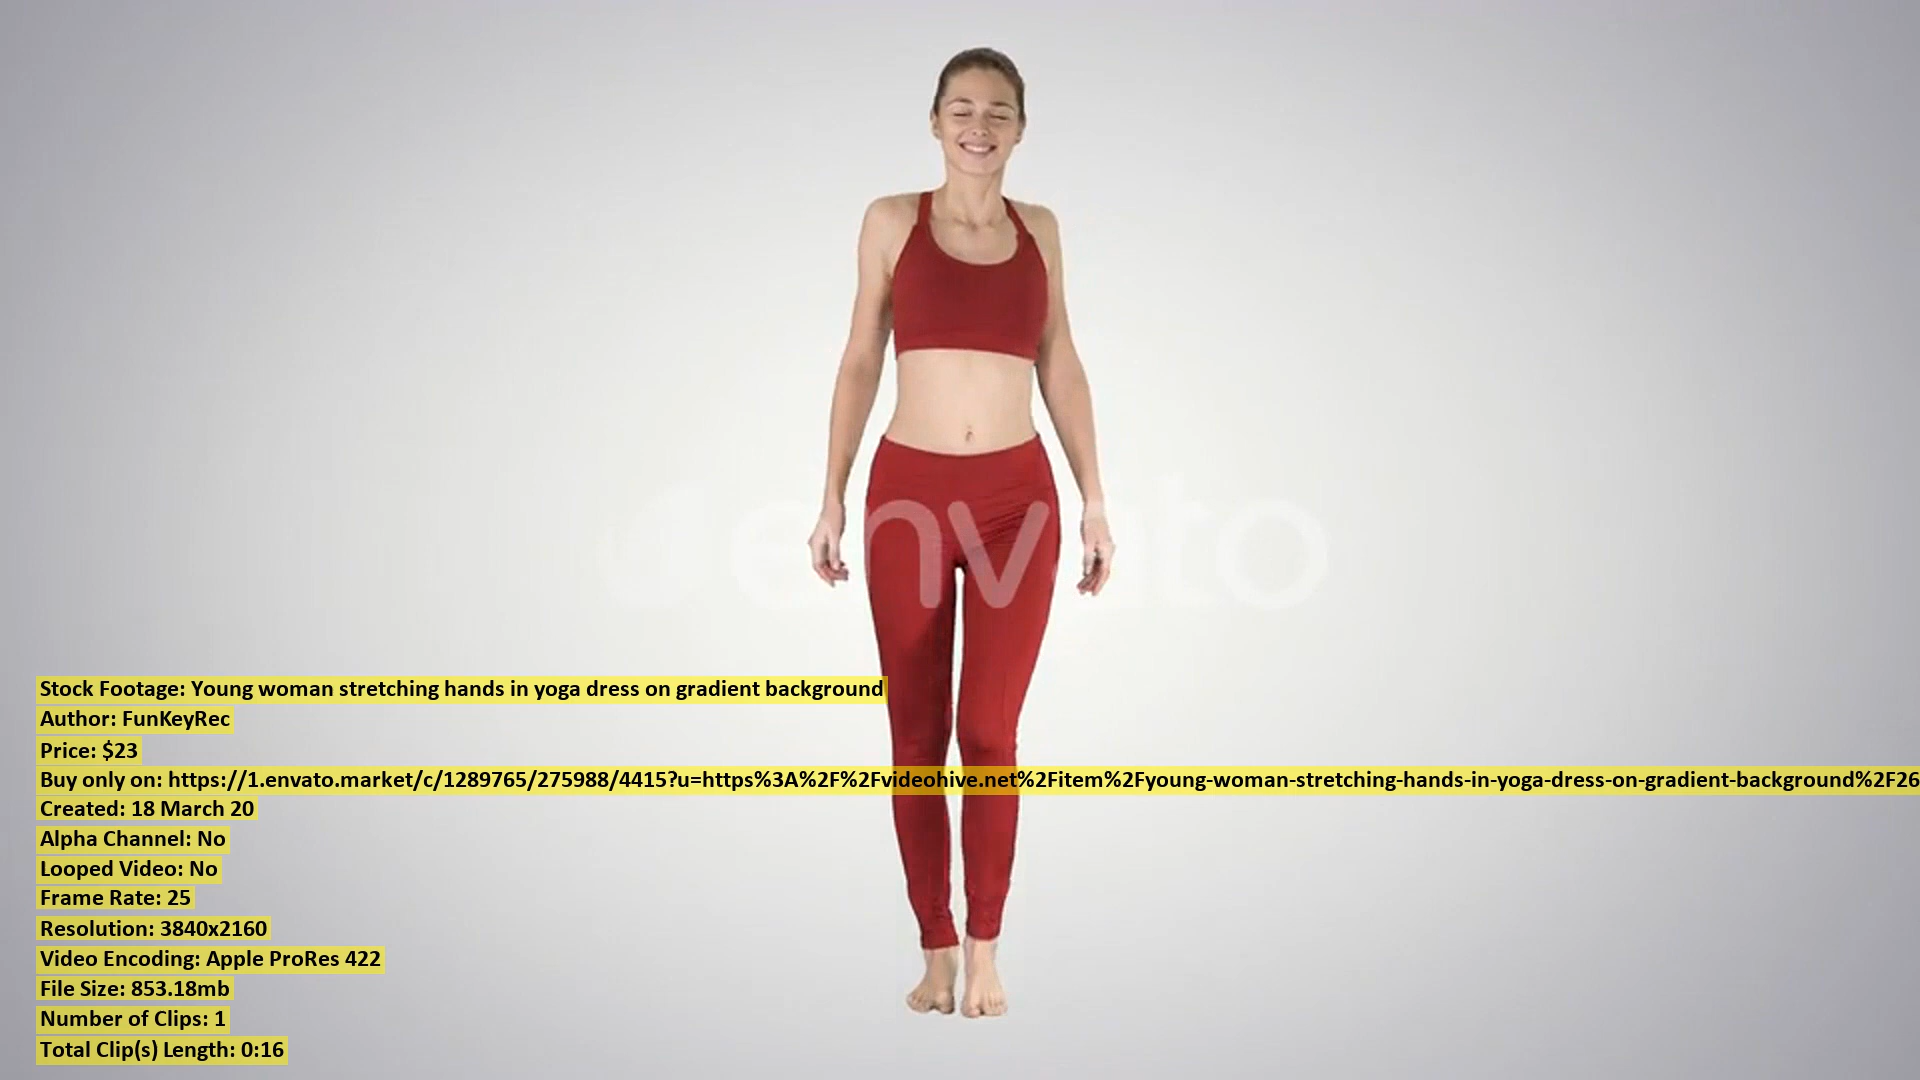 envato
Stock Footage: Young woman stretching hands in yoga dress on gradient background
Author: FunKeyRec
Price: $23
Buy only on: https://1.envato.market/c/1289765/275988/4415?u=https%3A%2F%2Fvideohive.net%2Fitem%2Fyoung-woman-stretching-hands-in-yoga-dress-on-gradient-background%2F26
Created: 18 March 20
Alpha Channel: No
Looped Video: No
Frame Rate: 25
Resolution: 3840x2160
Video Encoding: Apple ProRes 422
File Size: 853.18mb
Number of Clips: 1
Total Clip(s) Length: 0:16